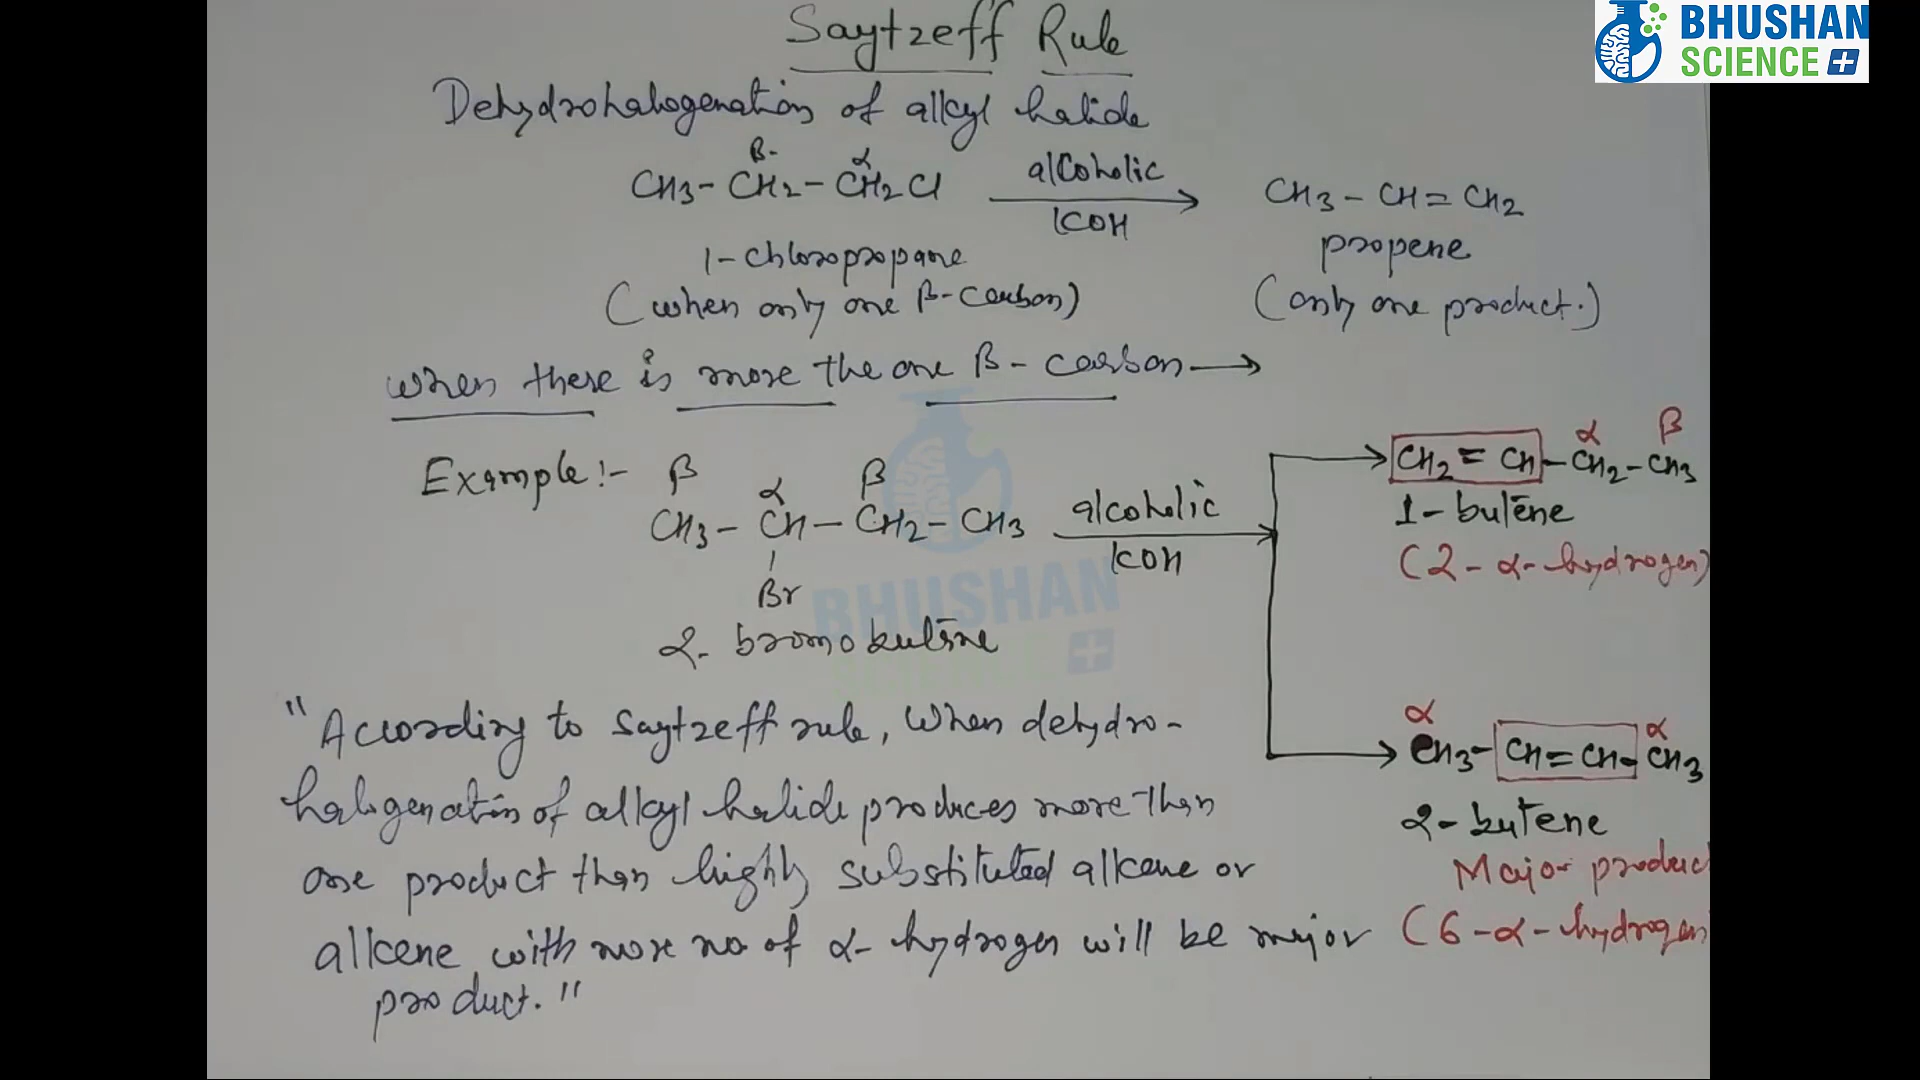 BHUSHAN
SCIENCE +
Saytzeff Rule
Dehydrohalogenation of alkyl halide
β- α
CH3 - CH2 - CH2Cl alcoholic KOH → CH3 - CH = CH2
1-chloropropane propene
(when only one β-carbon) (only one product.)
when there is more the one β-carbon →
Example:- β α β
CH3 - CH - CH2 - CH3 alcoholic KOH →
Br
2-bromobutene
α β
CH2 = CH - CH2 - CH3
1-butene
(2-α-hydrogen)
α α
CH3 - CH = CH - CH3
2-butene
Major product
(6-α-hydrogen
"According to Saytzeff rule, When dehydro-
halogenation of alkyl halide produces more than
one product then highly substituted alkene or
alkene with more no of α-hydrogen will be major
product."
BHUSHAN
SCIENCE +